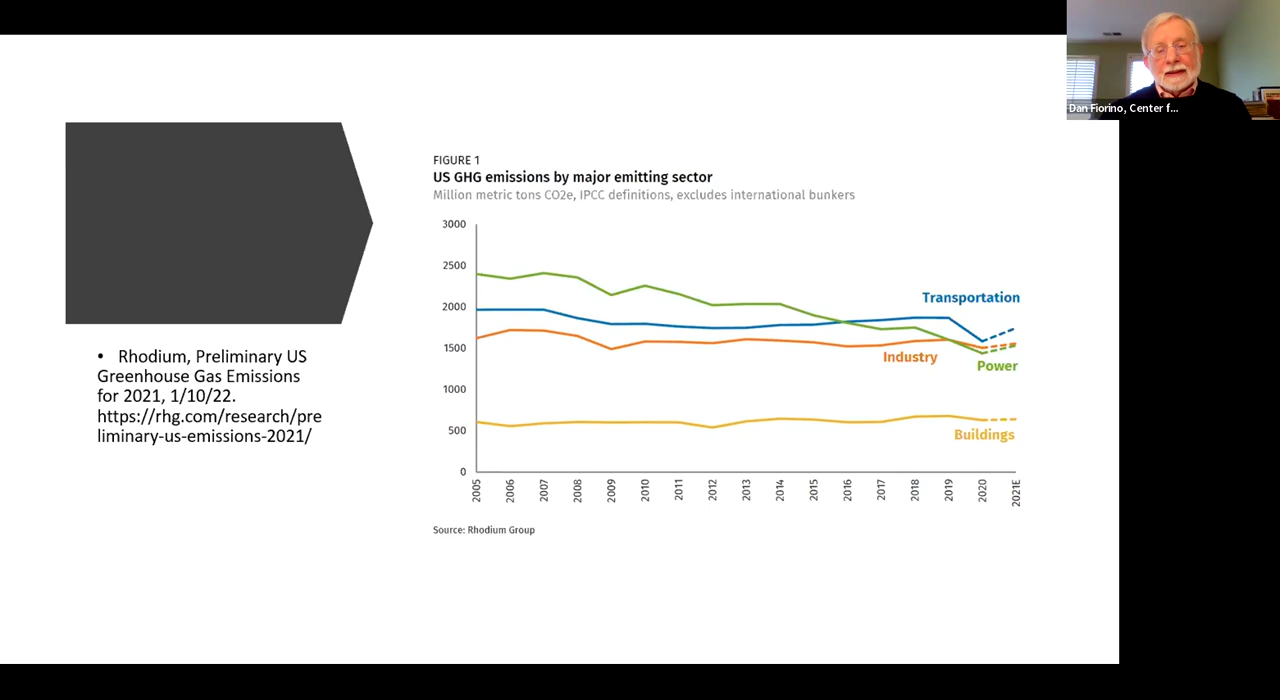 Dan Fiorino, Center f...
FIGURE 1
US GHG emissions by major emitting sector
Million metric tons CO2e, IPCC definitions, excludes international bunkers
3000
2500
2000
1500
1000
500
0
Transportation
Industry
Power
Buildings
2005
2006
2007
2008
2009
2010
2011
2012
2013
2014
2015
2016
2017
2018
2019
2020
2021E
Source: Rhodium Group
• Rhodium, Preliminary US
Greenhouse Gas Emissions
for 2021, 1/10/22.
https://rhg.com/research/pre
liminary-us-emissions-2021/